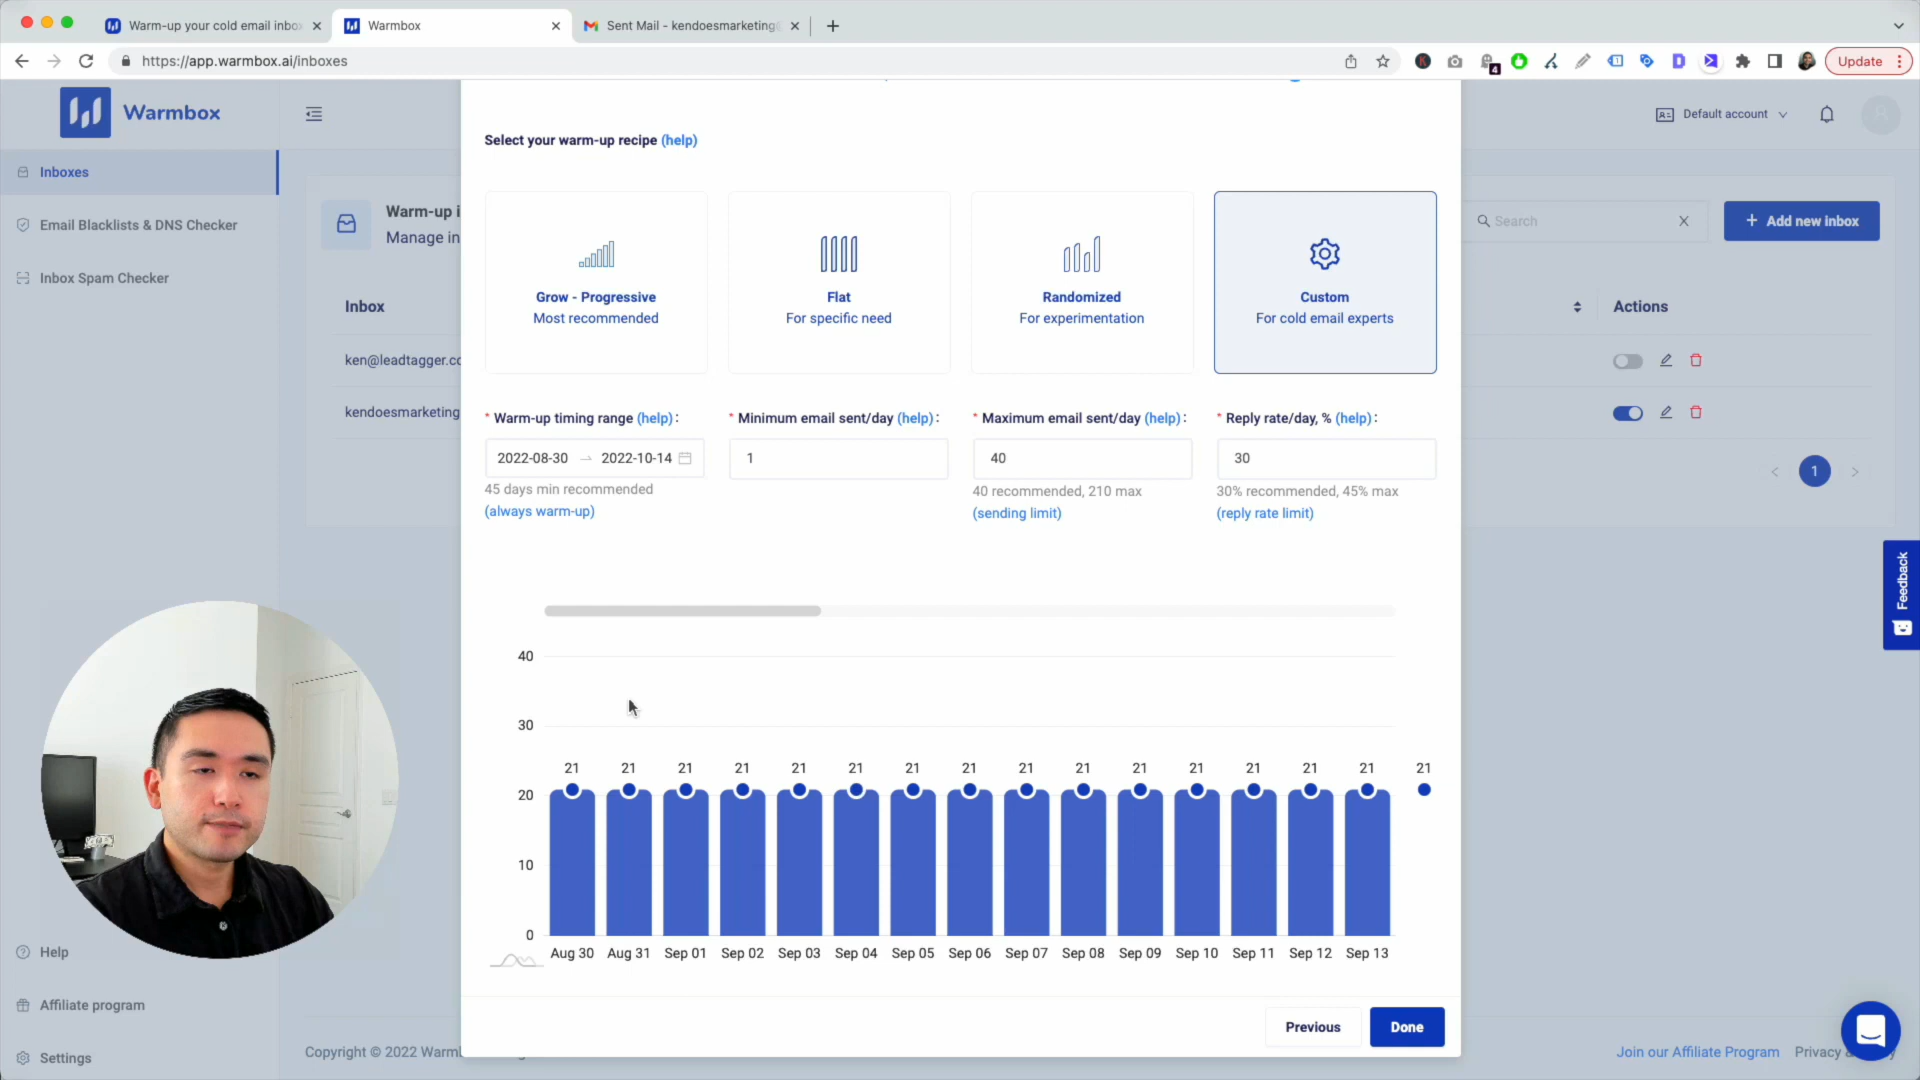 Warm-up your cold email inbo
Warmbox
Sent Mail - kendoesmarketing@
https://app.warmbox.ai/inboxes
4
Update
Warmbox
Default account
Inboxes
Email Blacklists & DNS Checker
Inbox Spam Checker
Warm-up i
Manage in
Search
+ Add new inbox
Inbox
Actions
ken@leadtagger.co
kendoesmarketing
1
Select your warm-up recipe (help)
Grow - Progressive
Most recommended
Flat
For specific need
Randomized
For experimentation
Custom
For cold email experts
* Warm-up timing range (help) :
* Minimum email sent/day (help) :
* Maximum email sent/day (help) :
* Reply rate/day, % (help) :
2022-08-30 → 2022-10-14
1
40
30
45 days min recommended
(always warm-up)
40 recommended, 210 max
(sending limit)
30% recommended, 45% max
(reply rate limit)
Feedback
40
30
20
10
0
21 21 21 21 21 21 21 21 21 21 21 21 21 21 21 21
Aug 30 Aug 31 Sep 01 Sep 02 Sep 03 Sep 04 Sep 05 Sep 06 Sep 07 Sep 08 Sep 09 Sep 10 Sep 11 Sep 12 Sep 13
Previous
Done
Help
Affiliate program
Settings
Copyright © 2022 Warm
Join our Affiliate Program
Privacy